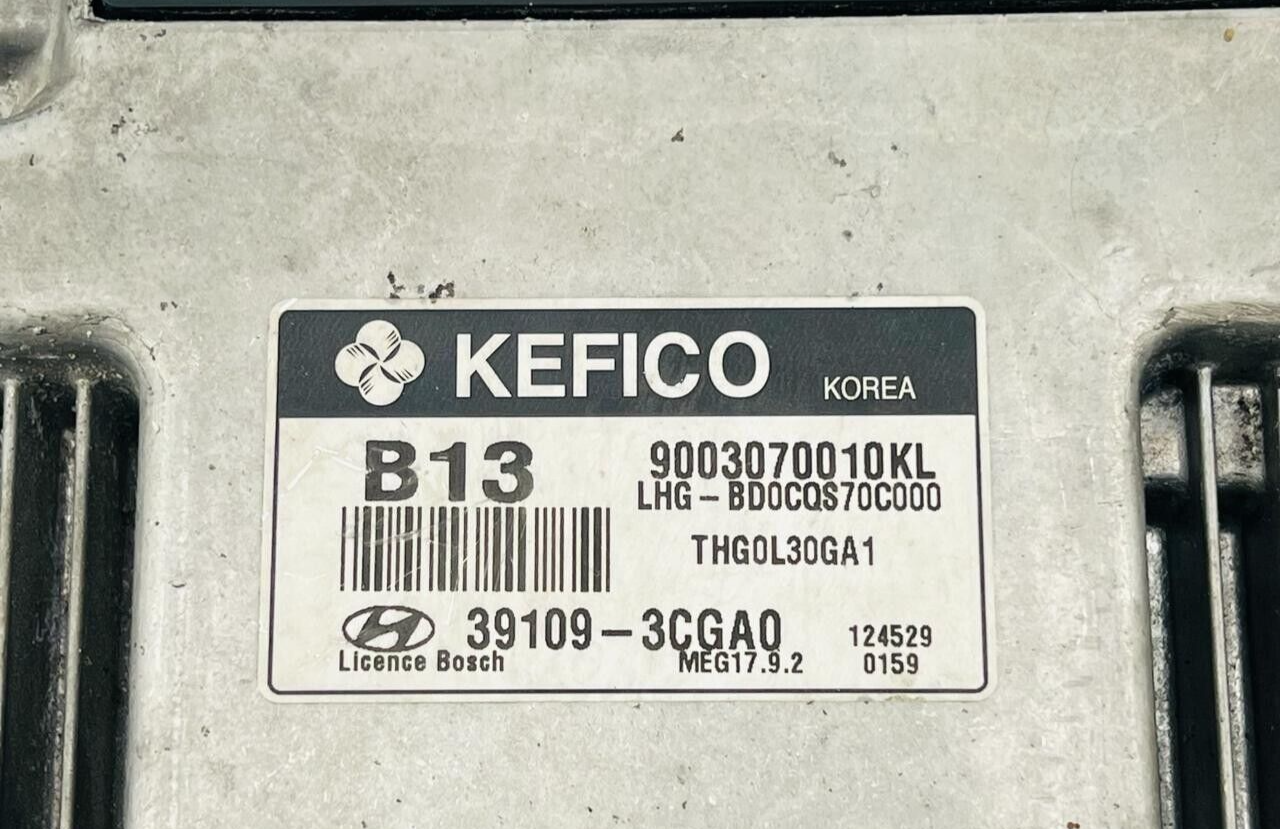 KEFICO KOREA
B13 9003070010KL
LHG - BD0CQS70C000
THG0L30GA1
39109-3CGA0 124529
Licence Bosch MEG17.9.2 0159